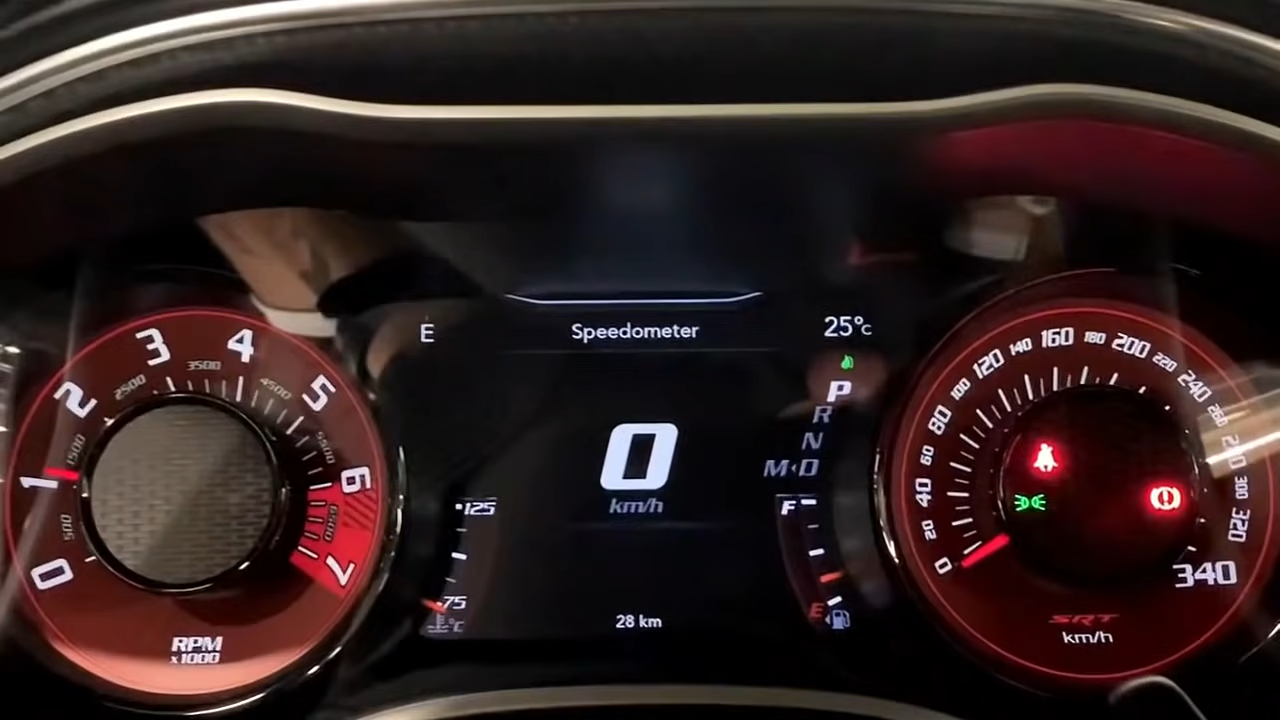 E
Speedometer
25°C
0
500
1
1500
2
2500
3
3500
4
4500
5
5500
6
6500
7
RPM
x1000
P
R
N
M‹D
0
km/h
125
75
°C
F
E
28 km
0
20
40
60
80
100
120
140
160
180
200
220
240
260
300
320
340
SRT
km/h